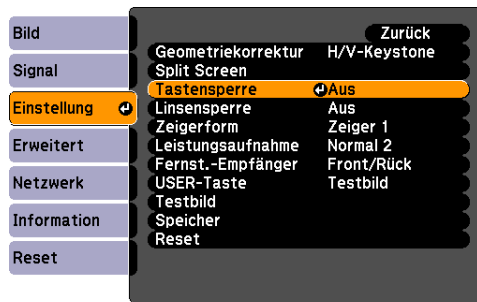 Bild
Signal
Einstellung
Erweitert
Netzwerk
Information
Reset
Zurück
Geometriekorrektur H/V-Keystone
Split Screen
Tastensperre Aus
Linsensperre Aus
Zeigerform Zeiger 1
Leistungsaufnahme Normal 2
Fernst.-Empfänger Front/Rück
USER-Taste Testbild
Testbild
Speicher
Reset